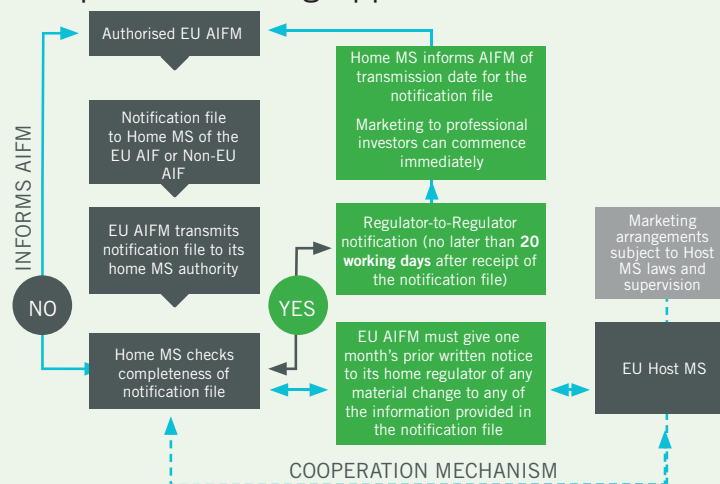 Authorised EU AIFM
Notification file
to Home MS of the
EU AIF or Non-EU
AIF
EU AIFM transmits
notification file to its
home MS authority
Home MS checks
completeness of
notification file
INFORMS AIFM
NO
YES
Home MS informs AIFM of
transmission date for the
notification file
Marketing to professional
investors can commence
immediately
Regulator-to-Regulator
notification (no later than 20
working days after receipt of
the notification file)
EU AIFM must give one
month's prior written notice
to its home regulator of any
material change to any of
the information provided in
the notification file
Marketing
arrangements
subject to Host
MS laws and
supervision
EU Host MS
COOPERATION MECHANISM